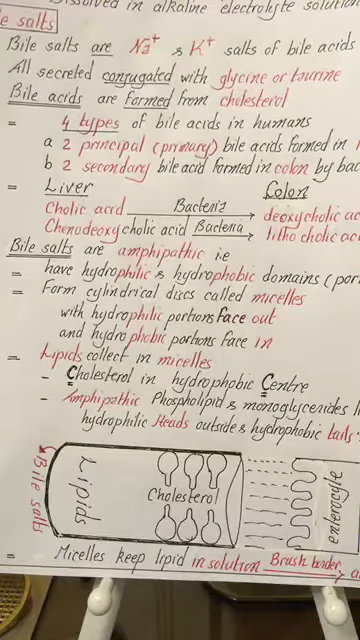 Dissolved in alkaline electrolyte solution
salts
Bile salts are Na+ & K+ salts of bile acids
All secreted conjugated with glycine or taurine
Bile acids are formed from cholesterol
= 4 types of bile acids in humans
a 2 principal (primary) bile acids formed in
b 2 secondary bile acid formed in colon by bac
= Liver Colon
Cholic acid Bacteria deoxycholic ac
Chenodeoxycholic acid Bacteria litho cholic ac
Bile salts are amphipathic i.e
= have hydrophilic & hydrophobic domains (por
= Form cylindrical discs called micelles
with hydrophilic portions face out
and hydrophobic portions face in
= Lipids collect in micelles
- Cholesterol in hydrophobic Centre
- Amphipathic Phospholipid & monoglycerides
hydrophilic Heads outside & hydrophobic tails
Bile salts
Lipids
Cholesterol
enterocyte
= Micelles keep lipid in solution Brush border